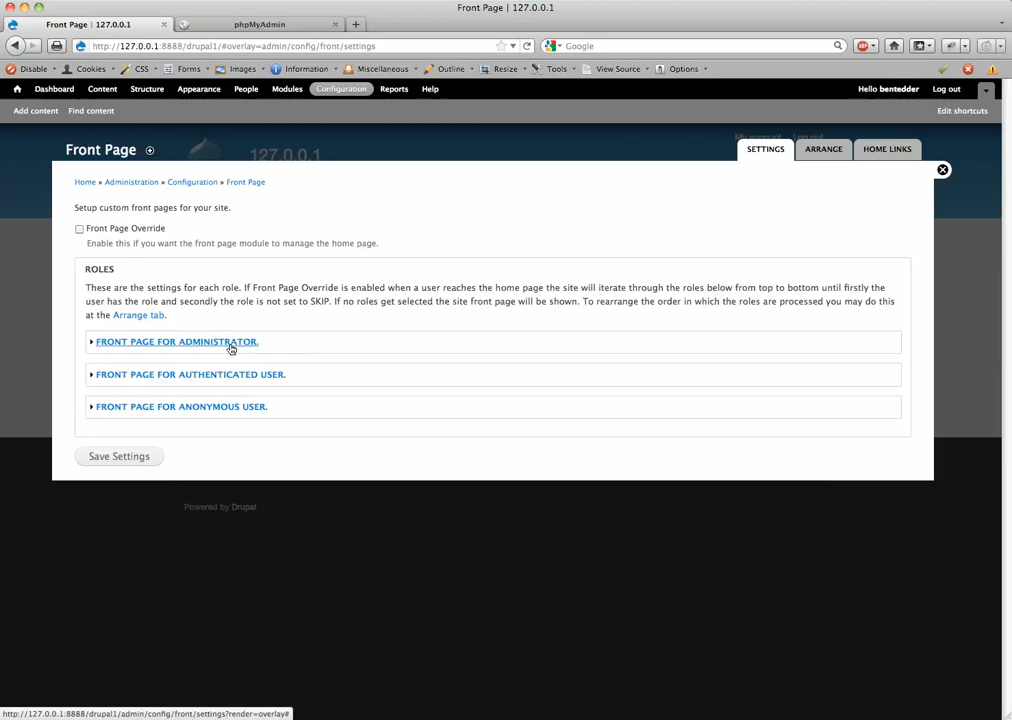 Front Page | 127.0.0.1
Front Page | 127.0.0.1
phpMyAdmin
http://127.0.0.1:8888/drupal1/#overlay=admin/config/front/settings
Google
Disable Cookies CSS Forms Images Information Miscellaneous Outline Resize Tools View Source Options
Dashboard Content Structure Appearance People Modules Configuration Reports Help Hello bentedder Log out
Add content Find content Edit shortcuts
My account Log out
Front Page
127.0.0.1
SETTINGS ARRANGE HOME LINKS
Home » Administration » Configuration » Front Page
Setup custom front pages for your site.
Front Page Override
Enable this if you want the front page module to manage the home page.
ROLES
These are the settings for each role. If Front Page Override is enabled when a user reaches the home page the site will iterate through the roles below from top to bottom until firstly the
user has the role and secondly the role is not set to SKIP. If no roles get selected the site front page will be shown. To rearrange the order in which the roles are processed you may do this
at the Arrange tab.
FRONT PAGE FOR ADMINISTRATOR.
FRONT PAGE FOR AUTHENTICATED USER.
FRONT PAGE FOR ANONYMOUS USER.
Save Settings
Powered by Drupal
http://127.0.0.1:8888/drupal1/admin/config/front/settings?render=overlay#